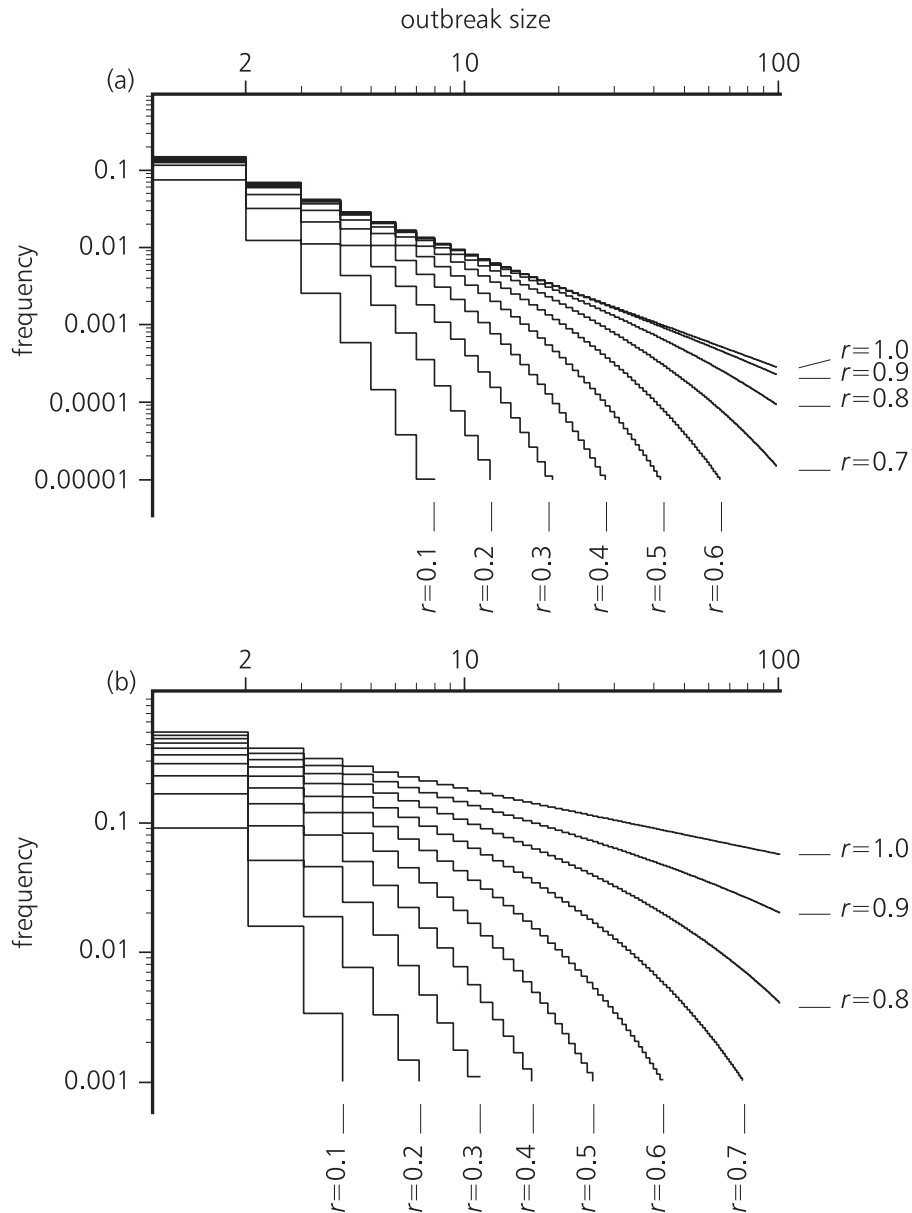 outbreak size
(a)
2 10 100
0.1
0.01
0.001
0.0001
0.00001
frequency
r=1.0
r=0.9
r=0.8
r=0.7
r=0.1
r=0.2
r=0.3
r=0.4
r=0.5
r=0.6
(b)
2 10 100
0.1
0.01
0.001
frequency
r=1.0
r=0.9
r=0.8
r=0.1
r=0.2
r=0.3
r=0.4
r=0.5
r=0.6
r=0.7